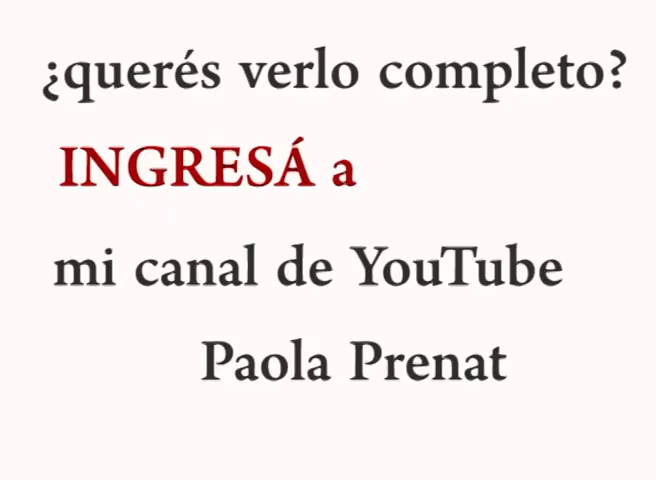 ¿querés verlo completo?
INGRESÁ a
mi canal de YouTube
Paola Prenat